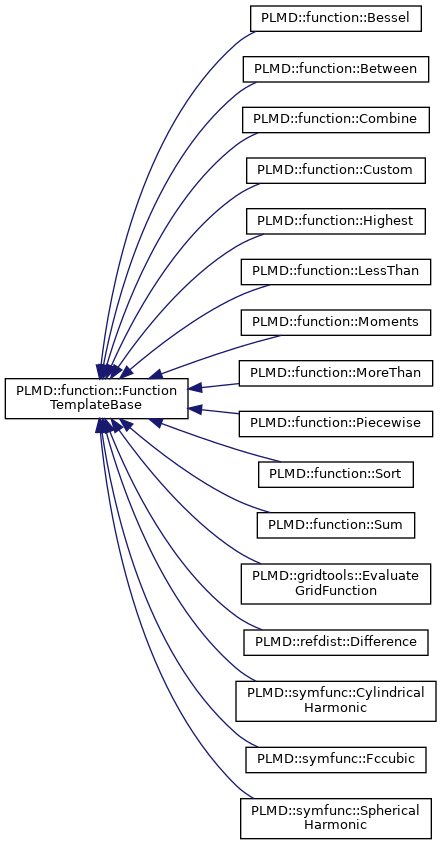 PLMD::function::Bessel
PLMD::function::Between
PLMD::function::Combine
PLMD::function::Custom
PLMD::function::Highest
PLMD::function::LessThan
PLMD::function::Moments
PLMD::function::MoreThan
PLMD::function::Function
TemplateBase
PLMD::function::Piecewise
PLMD::function::Sort
PLMD::function::Sum
PLMD::gridtools::Evaluate
GridFunction
PLMD::refdist::Difference
PLMD::symfunc::Cylindrical
Harmonic
PLMD::symfunc::Fccubic
PLMD::symfunc::Spherical
Harmonic